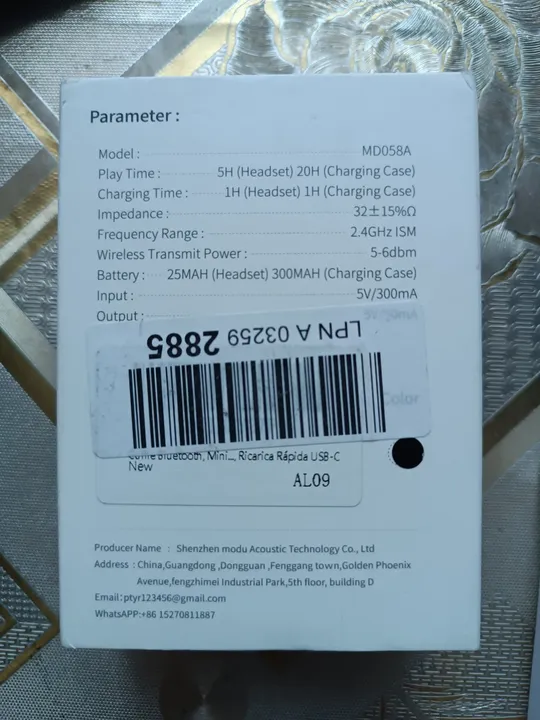 Parameter :
Model : MD058A
Play Time : 5H (Headset) 20H (Charging Case)
Charging Time : 1H (Headset) 1H (Charging Case)
Impedance : 32±15%Ω
Frequency Range : 2.4GHz ISM
Wireless Transmit Power : 5-6dbm
Battery : 25MAH (Headset) 300MAH (Charging Case)
Input : 5V/300mA
Output :
LPN A 03259 2885
Color
Bluetooth, Mini..., Ricarica Rápida USB-C
New
AL09
Producer Name : Shenzhen modu Acoustic Technology Co., Ltd
Address : China,Guangdong ,Dongguan ,Fenggang town,Golden Phoenix
Avenue,fengzhimei Industrial Park,5th floor, building D
Email:ptyr123456@gmail.com
WhatsAPP:+86 15270811887